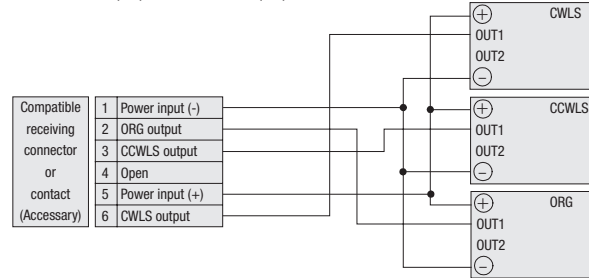 CWLS
+
OUT1
OUT2
−
Compatible receiving connector or contact (Accessary)
1 Power input (-)
2 ORG output
3 CCWLS output
4 Open
5 Power input (+)
6 CWLS output
CCWLS
+
OUT1
OUT2
−
ORG
+
OUT1
OUT2
−